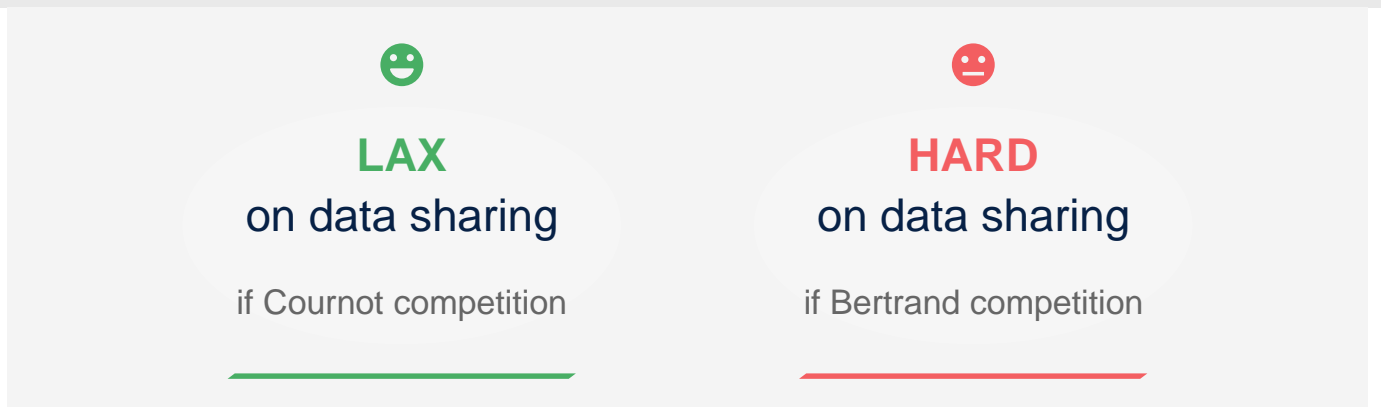 LAX
on data sharing
if Cournot competition
HARD
on data sharing
if Bertrand competition